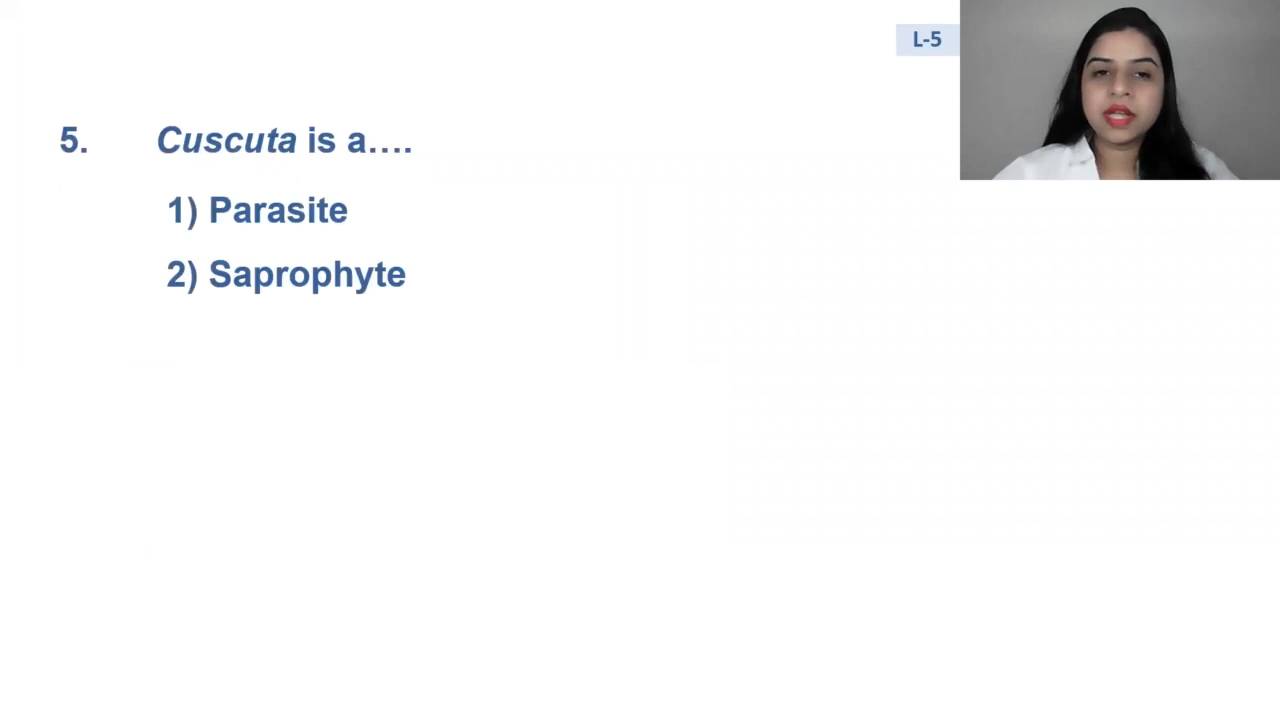 L-5
5. Cuscuta is a....
1) Parasite
2) Saprophyte